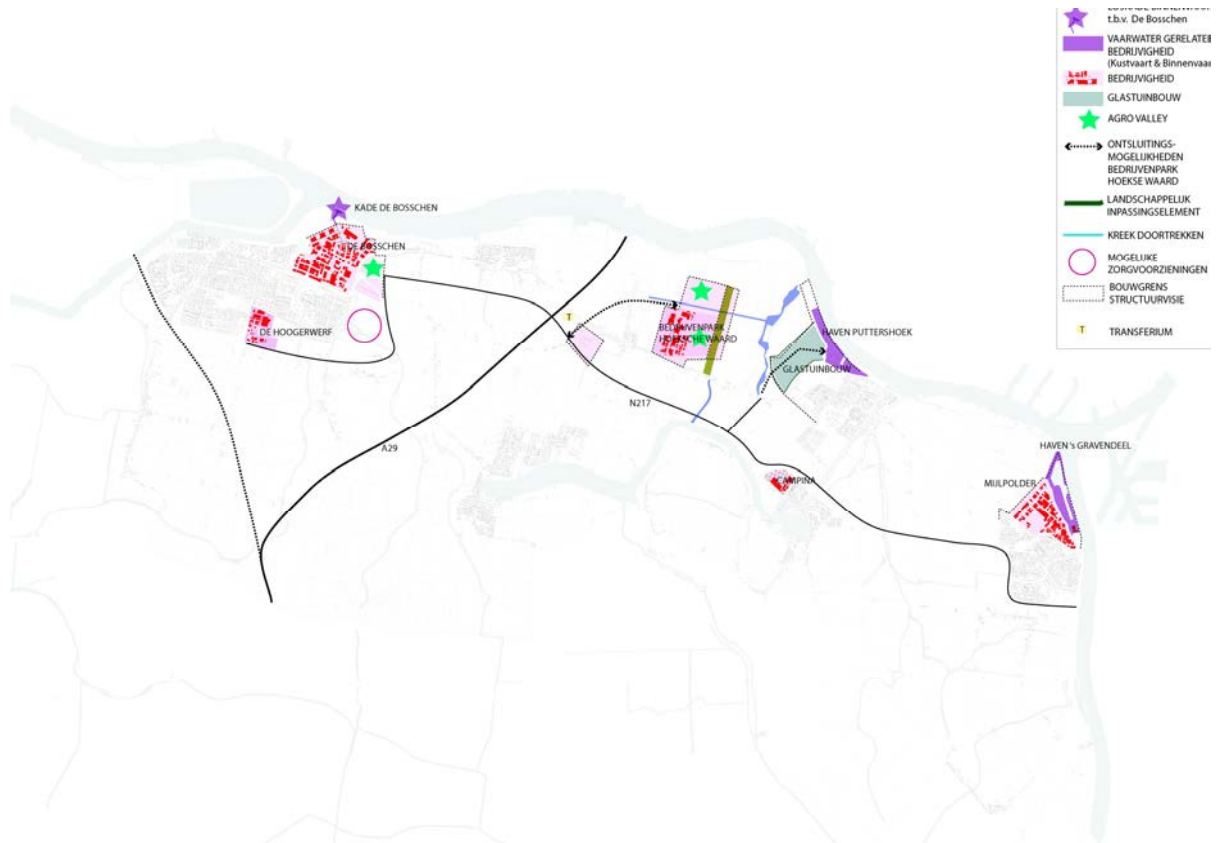 t.b.v. De Bosschen
VAARWATER GERELATEE
BEDRIJVIGHEID
(Kustvaart & Binnenvaar
BEDRIJVIGHEID
GLASTUINBOUW
AGRO VALLEY
ONTSLUITINGS-
MOGELIJKHEDEN
BEDRIJVENPARK
HOEKSE WAARD
LANDSCHAPPELIJK
INPASSINGSELEMENT
KREEK DOORTREKKEN
MOGELIJKE
ZORGVOORZIENINGEN
BOUWGRENS
STRUCTUURVISIE
T
TRANSFERIUM
KADE DE BOSSCHEN
DE BOSSCHEN
DE HOOGERWERF
T
BEDRIJVENPARK
HOEKSCHE WAARD
HAVEN PUTTERSHOEK
GLASTUINBOUW
N217
A29
CAMPINA
HAVEN 's GRAVENDEEL
MIJLPOLDER